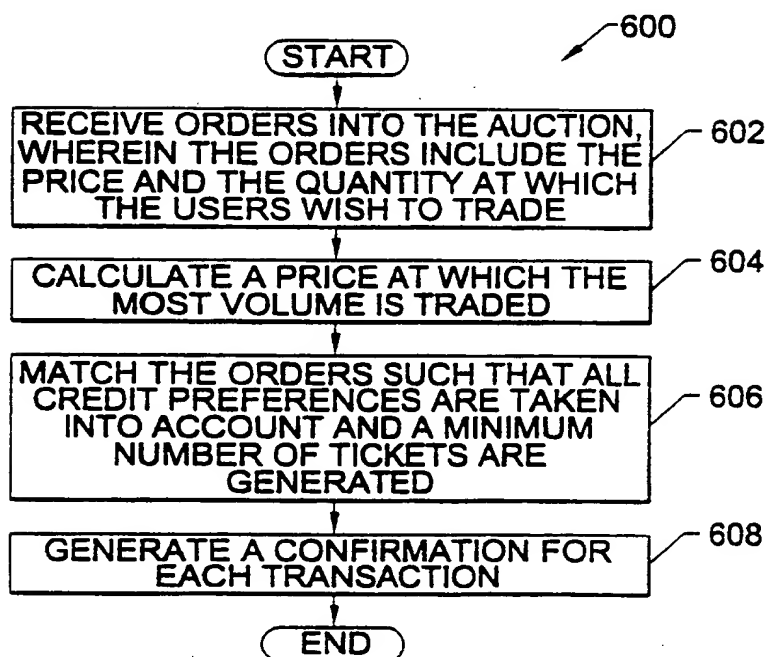 600
START
RECEIVE ORDERS INTO THE AUCTION,
WHEREIN THE ORDERS INCLUDE THE
PRICE AND THE QUANTITY AT WHICH
THE USERS WISH TO TRADE
602
CALCULATE A PRICE AT WHICH THE
MOST VOLUME IS TRADED
604
MATCH THE ORDERS SUCH THAT ALL
CREDIT PREFERENCES ARE TAKEN
INTO ACCOUNT AND A MINIMUM
NUMBER OF TICKETS ARE
GENERATED
606
GENERATE A CONFIRMATION FOR
EACH TRANSACTION
608
END